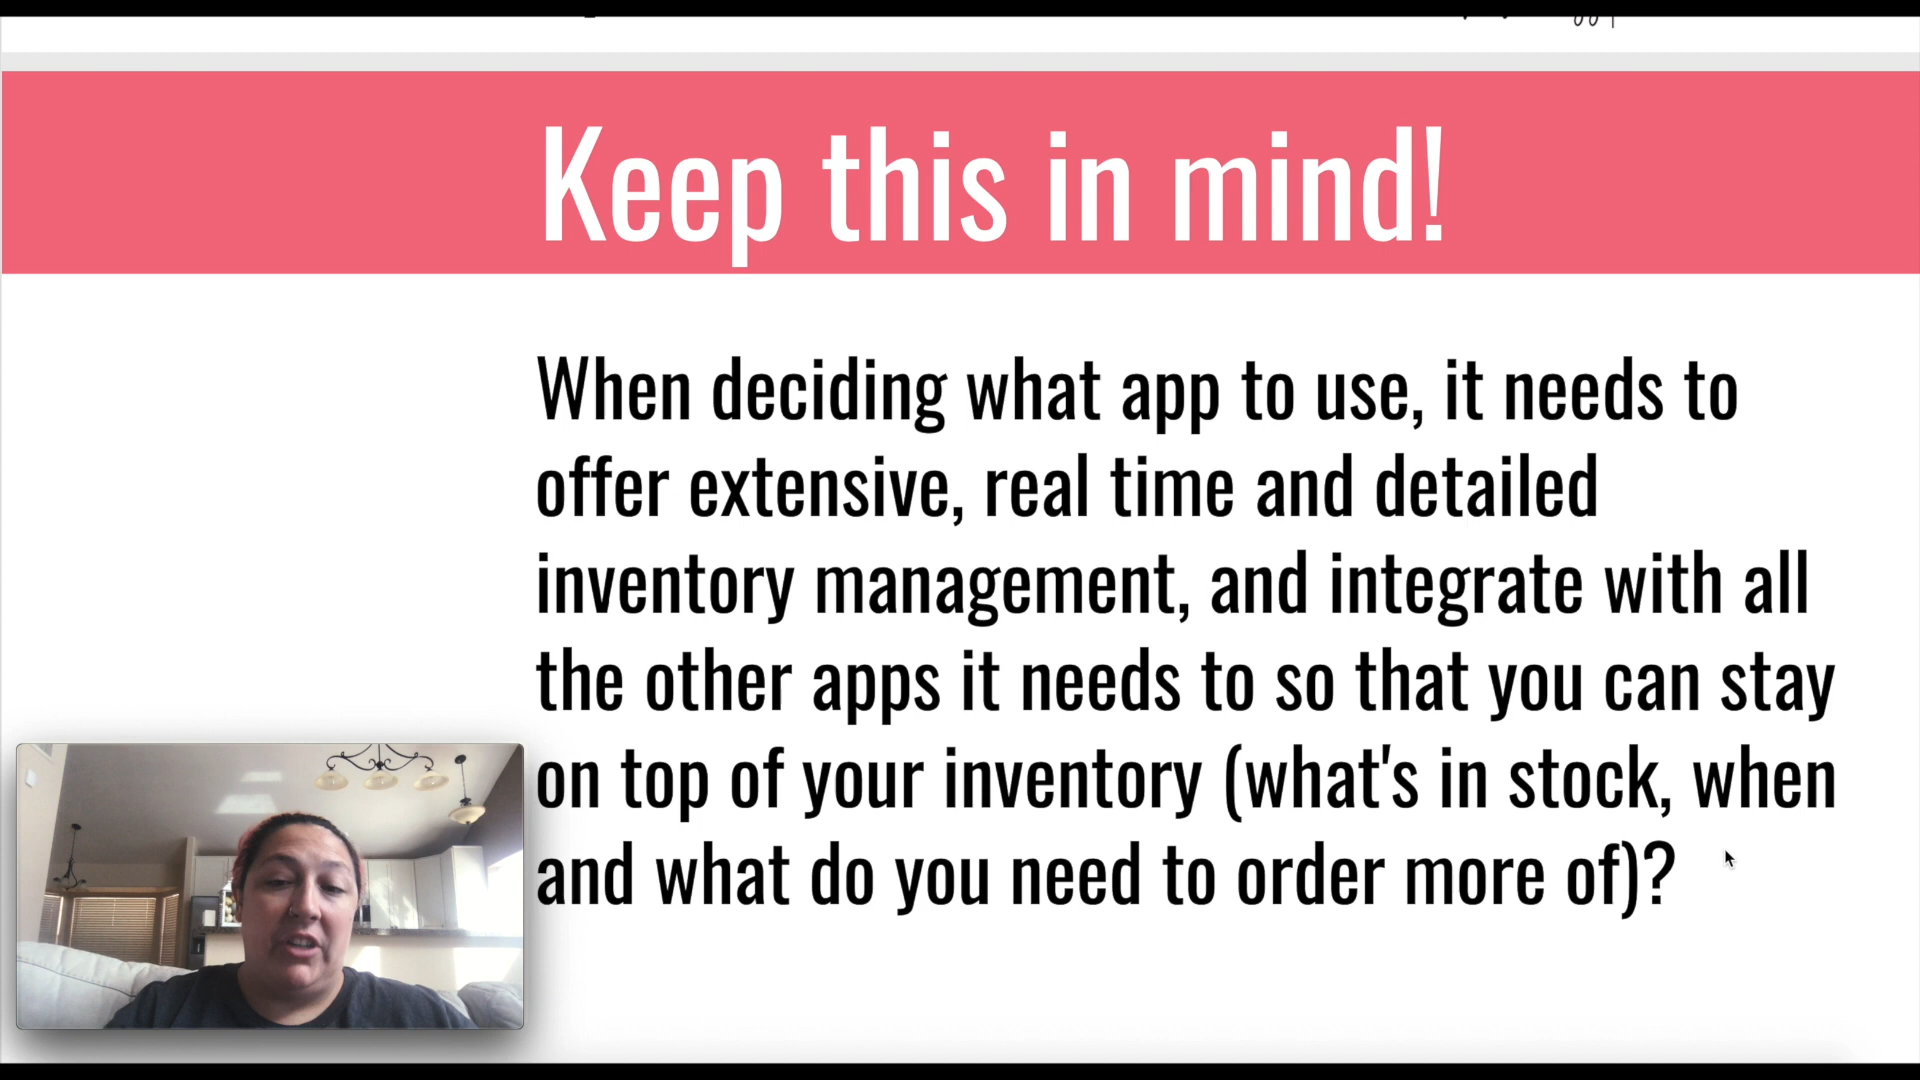 Keep this in mind!
When deciding what app to use, it needs to
offer extensive, real time and detailed
inventory management, and integrate with all
the other apps it needs to so that you can stay
on top of your inventory (what's in stock, when
and what do you need to order more of)?